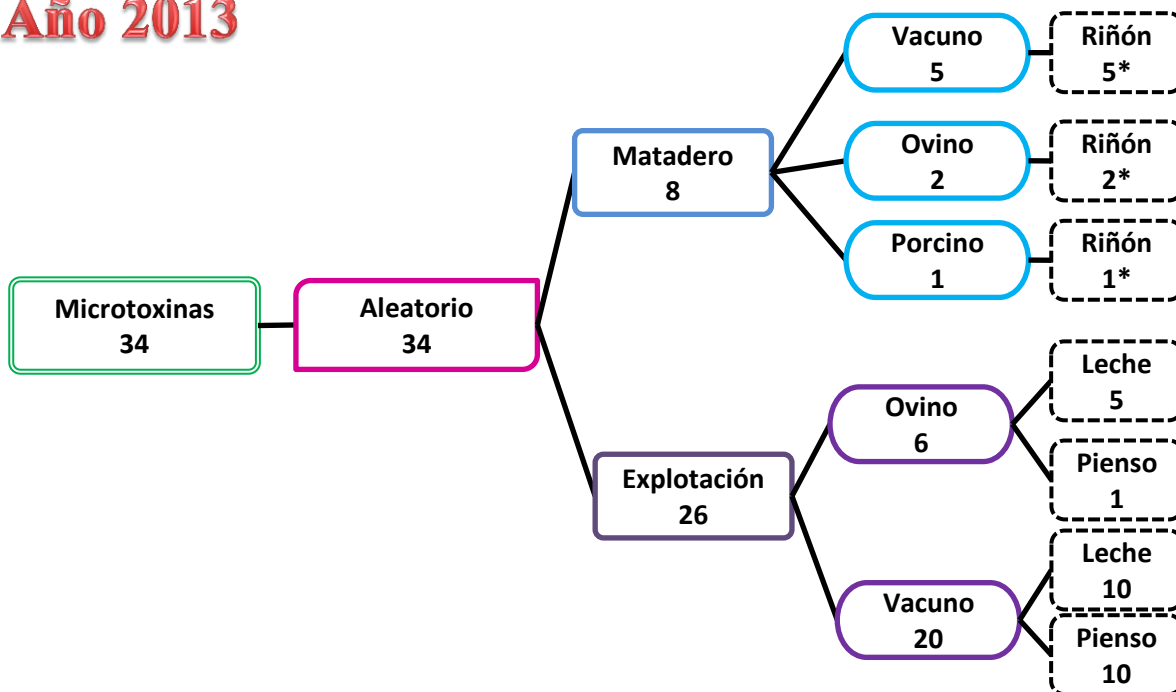 Año 2013
Microtoxinas
34
Aleatorio
34
Matadero
8
Vacuno
5
Riñón
5*
Ovino
2
Riñón
2*
Porcino
1
Riñón
1*
Explotación
26
Ovino
6
Leche
5
Pienso
1
Vacuno
20
Leche
10
Pienso
10